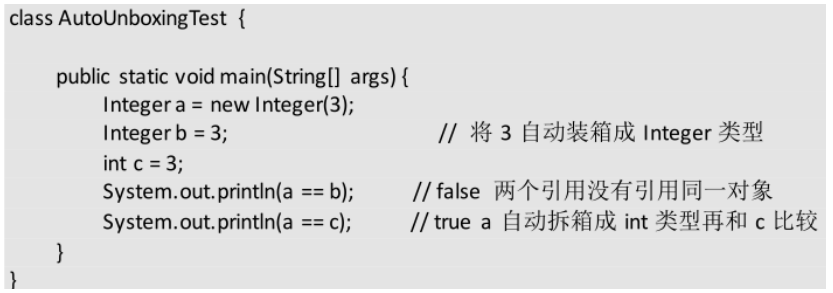 class AutoUnboxingTest {
public static void main(String[] args) {
Integer a = new Integer(3);
Integer b = 3; // 将 3 自动装箱成 Integer 类型
int c = 3;
System.out.println(a == b); // false 两个引用没有引用同一对象
System.out.println(a == c); // true a 自动拆箱成 int 类型再和 c 比较
}
}